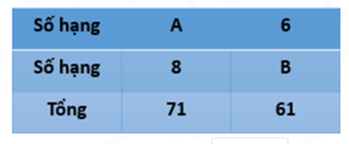 Số hạng A 6
Số hạng 8 B
Tổng 71 61